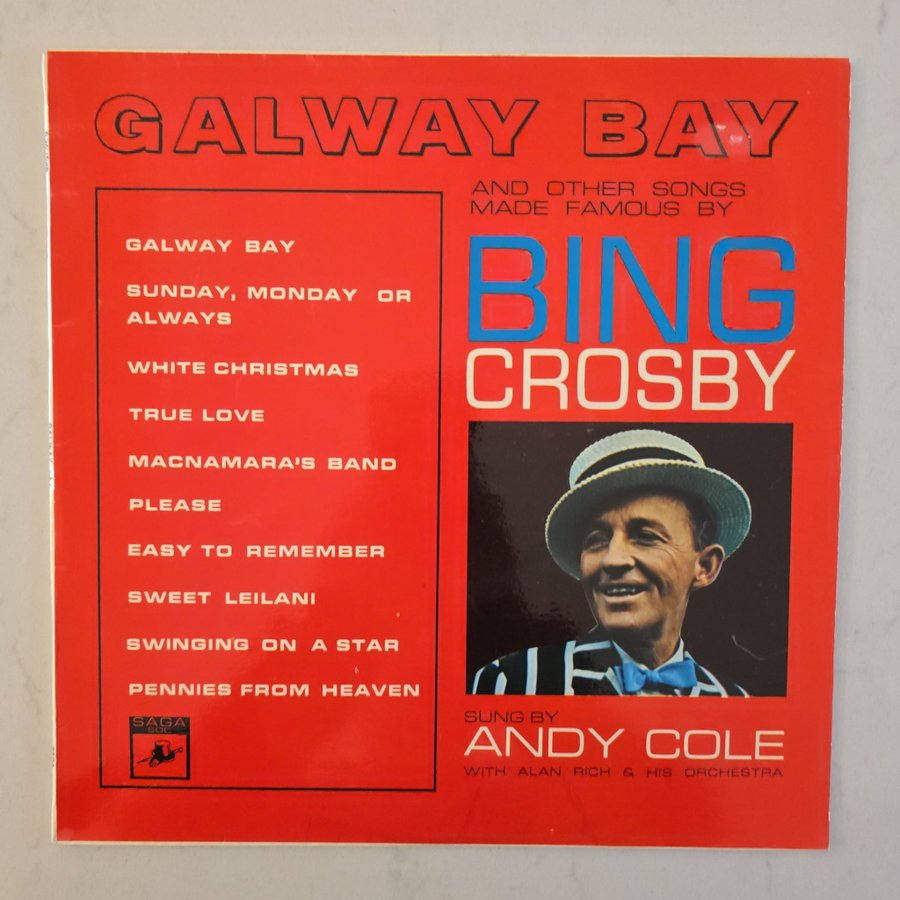 GALWAY BAY
AND OTHER SONGS
MADE FAMOUS BY
BING
CROSBY
GALWAY BAY
SUNDAY, MONDAY OR
ALWAYS
WHITE CHRISTMAS
TRUE LOVE
MACNAMARA'S BAND
PLEASE
EASY TO REMEMBER
SWEET LEILANI
SWINGING ON A STAR
PENNIES FROM HEAVEN
SAGA
SOC
SUNG BY
ANDY COLE
WITH ALAN RICH & HIS ORCHESTRA